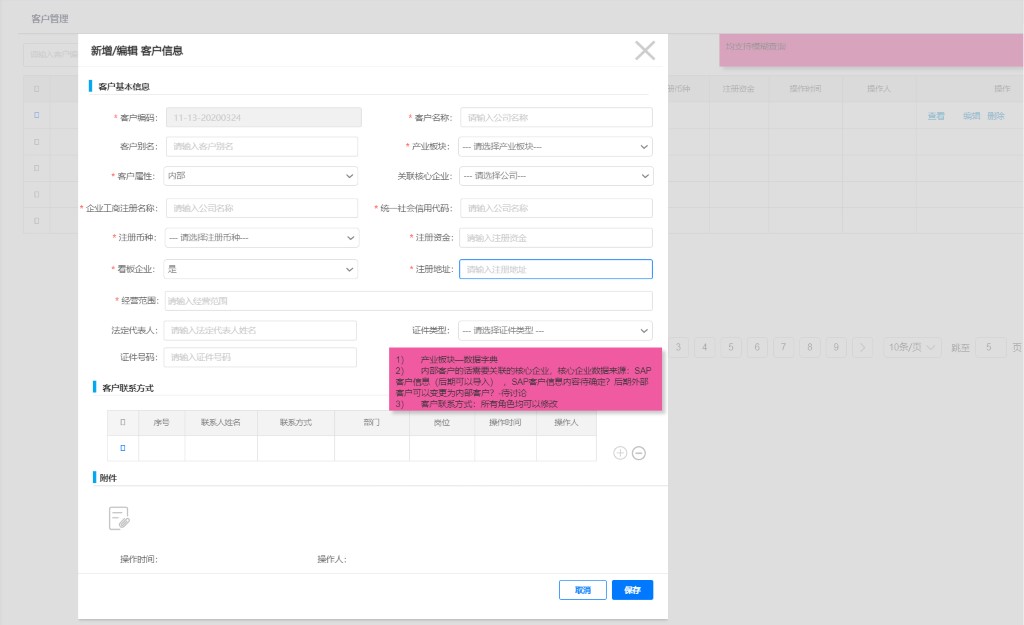 客户管理
新增/编辑 客户信息
均支持模糊查询
客户基本信息
注册资金 操作时间 操作人 操作
* 客户编码: 11-13-20200324 * 客户名称: 请输入公司名称
查看 编辑 删除
客户别名: 请输入客户别名 * 产业板块: --- 请选择产业板块---
* 客户属性: 内部 关联核心企业: --- 请选择公司---
* 企业工商注册名称: 请输入公司名称 * 统一社会信用代码: 请输入公司名称
* 注册币种: --- 请选择注册币种--- * 注册资金: 请输入注册资金
* 看板企业: 是 * 注册地址: 请输入注册地址
* 经营范围: 请输入经营范围
法定代表人: 请输入法定代表人姓名 证件类型: --- 请选择证件类型 ---
3 4 5 6 7 8 9 > 10条/页 跳至 5 页
证件号码: 请输入证件号码
1) 产业板块—数据字典
2) 内部客户的话需要关联的核心企业，核心企业数据来源：SAP
客户信息（后期可以导入），SAP客户信息内容待确定？后期外部
客户可以变更为内部客户？-待讨论
3) 客户联系方式：所有角色均可以修改
客户联系方式
序号 联系人姓名 联系方式 部门 岗位 操作时间 操作人
附件
操作时间: 操作人:
取消 保存